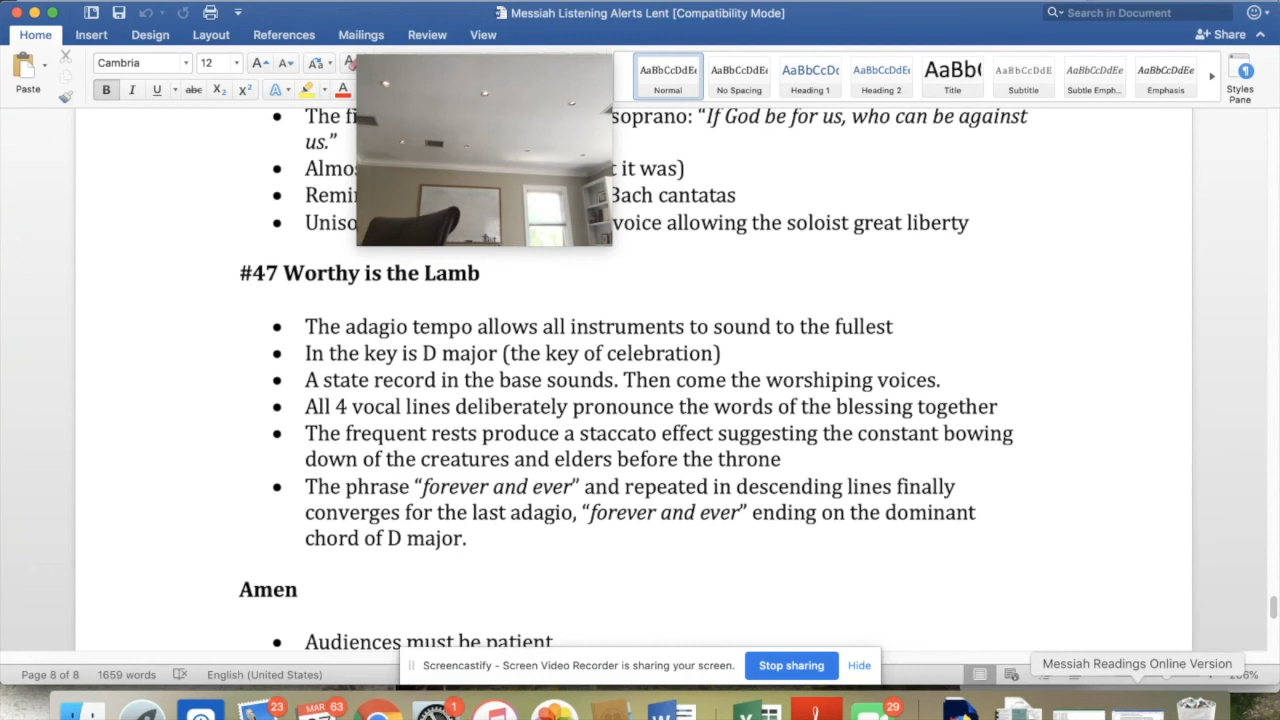 Messiah Listening Alerts Lent [Compatibility Mode]
Search in Document
Home Insert Design Layout References Mailings Review View
Share
Paste
Cambria 12
B I U abc X₂ X² A A
AaBbCcDdEe AaBbCcDdEe AaBbCcDc AaBbCcDdEe AaBb( AaBbCcDdE AaBbCcDdEe AaBbCcDdEe
Normal No Spacing Heading 1 Heading 2 Title Subtitle Subtle Emph... Emphasis
Styles Pane
The soprano: “If God be for us, who can be against
us.”
it was)
Bach cantatas
voice allowing the soloist great liberty
#47 Worthy is the Lamb
• The adagio tempo allows all instruments to sound to the fullest
• In the key is D major (the key of celebration)
• A state record in the base sounds. Then come the worshiping voices.
• All 4 vocal lines deliberately pronounce the words of the blessing together
• The frequent rests produce a staccato effect suggesting the constant bowing
down of the creatures and elders before the throne
• The phrase “forever and ever” and repeated in descending lines finally
converges for the last adagio, “forever and ever” ending on the dominant
chord of D major.
Amen
• Audiences must be patient
Screencastify - Screen Video Recorder is sharing your screen. Stop sharing Hide
Messiah Readings Online Version
Page 8 of 8 1659 words English (United States)
23 63 1 29